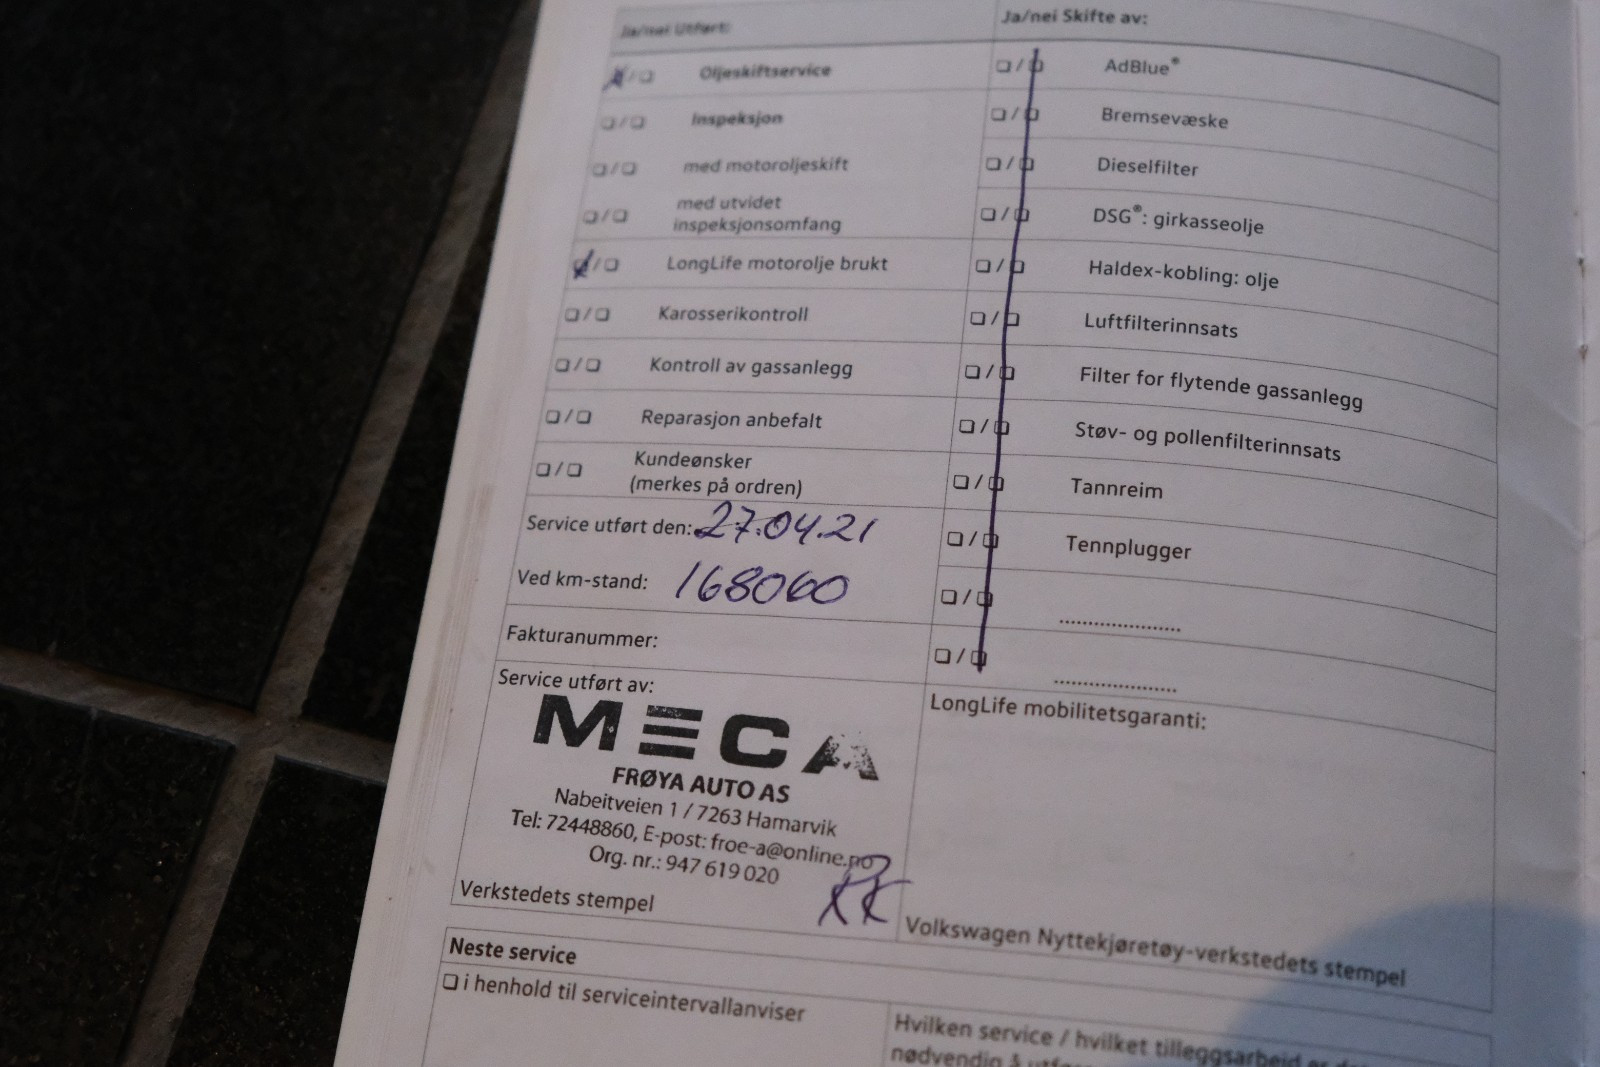 Ja/nei Utført:
Oljeskiftservice
Inspeksjon
med motoroljeskift
med utvidet
inspeksjonsomfang
LongLife motorolje brukt
Karosserikontroll
Kontroll av gassanlegg
Reparasjon anbefalt
Kundeønsker
(merkes på ordren)
Service utført den: 27.04.21
Ved km-stand: 168060
Fakturanummer:
Service utført av:
MECA
FRØYA AUTO AS
Nabeitveien 1 / 7263 Hamarvik
Tel: 72448860, E-post: froe-a@online.no
Org. nr.: 947 619 020
KK
Verkstedets stempel
Ja/nei Skifte av:
AdBlue®
Bremsevæske
Dieselfilter
DSG®: girkasseolje
Haldex-kobling: olje
Luftfilterinnsats
Filter for flytende gassanlegg
Støv- og pollenfilterinnsats
Tannreim
Tennplugger
LongLife mobilitetsgaranti:
Volkswagen Nyttekjøretøy-verkstedets stempel
Neste service
i henhold til serviceintervallanviser
Hvilken service / hvilket tilleggsarbeid er
nødvendig å